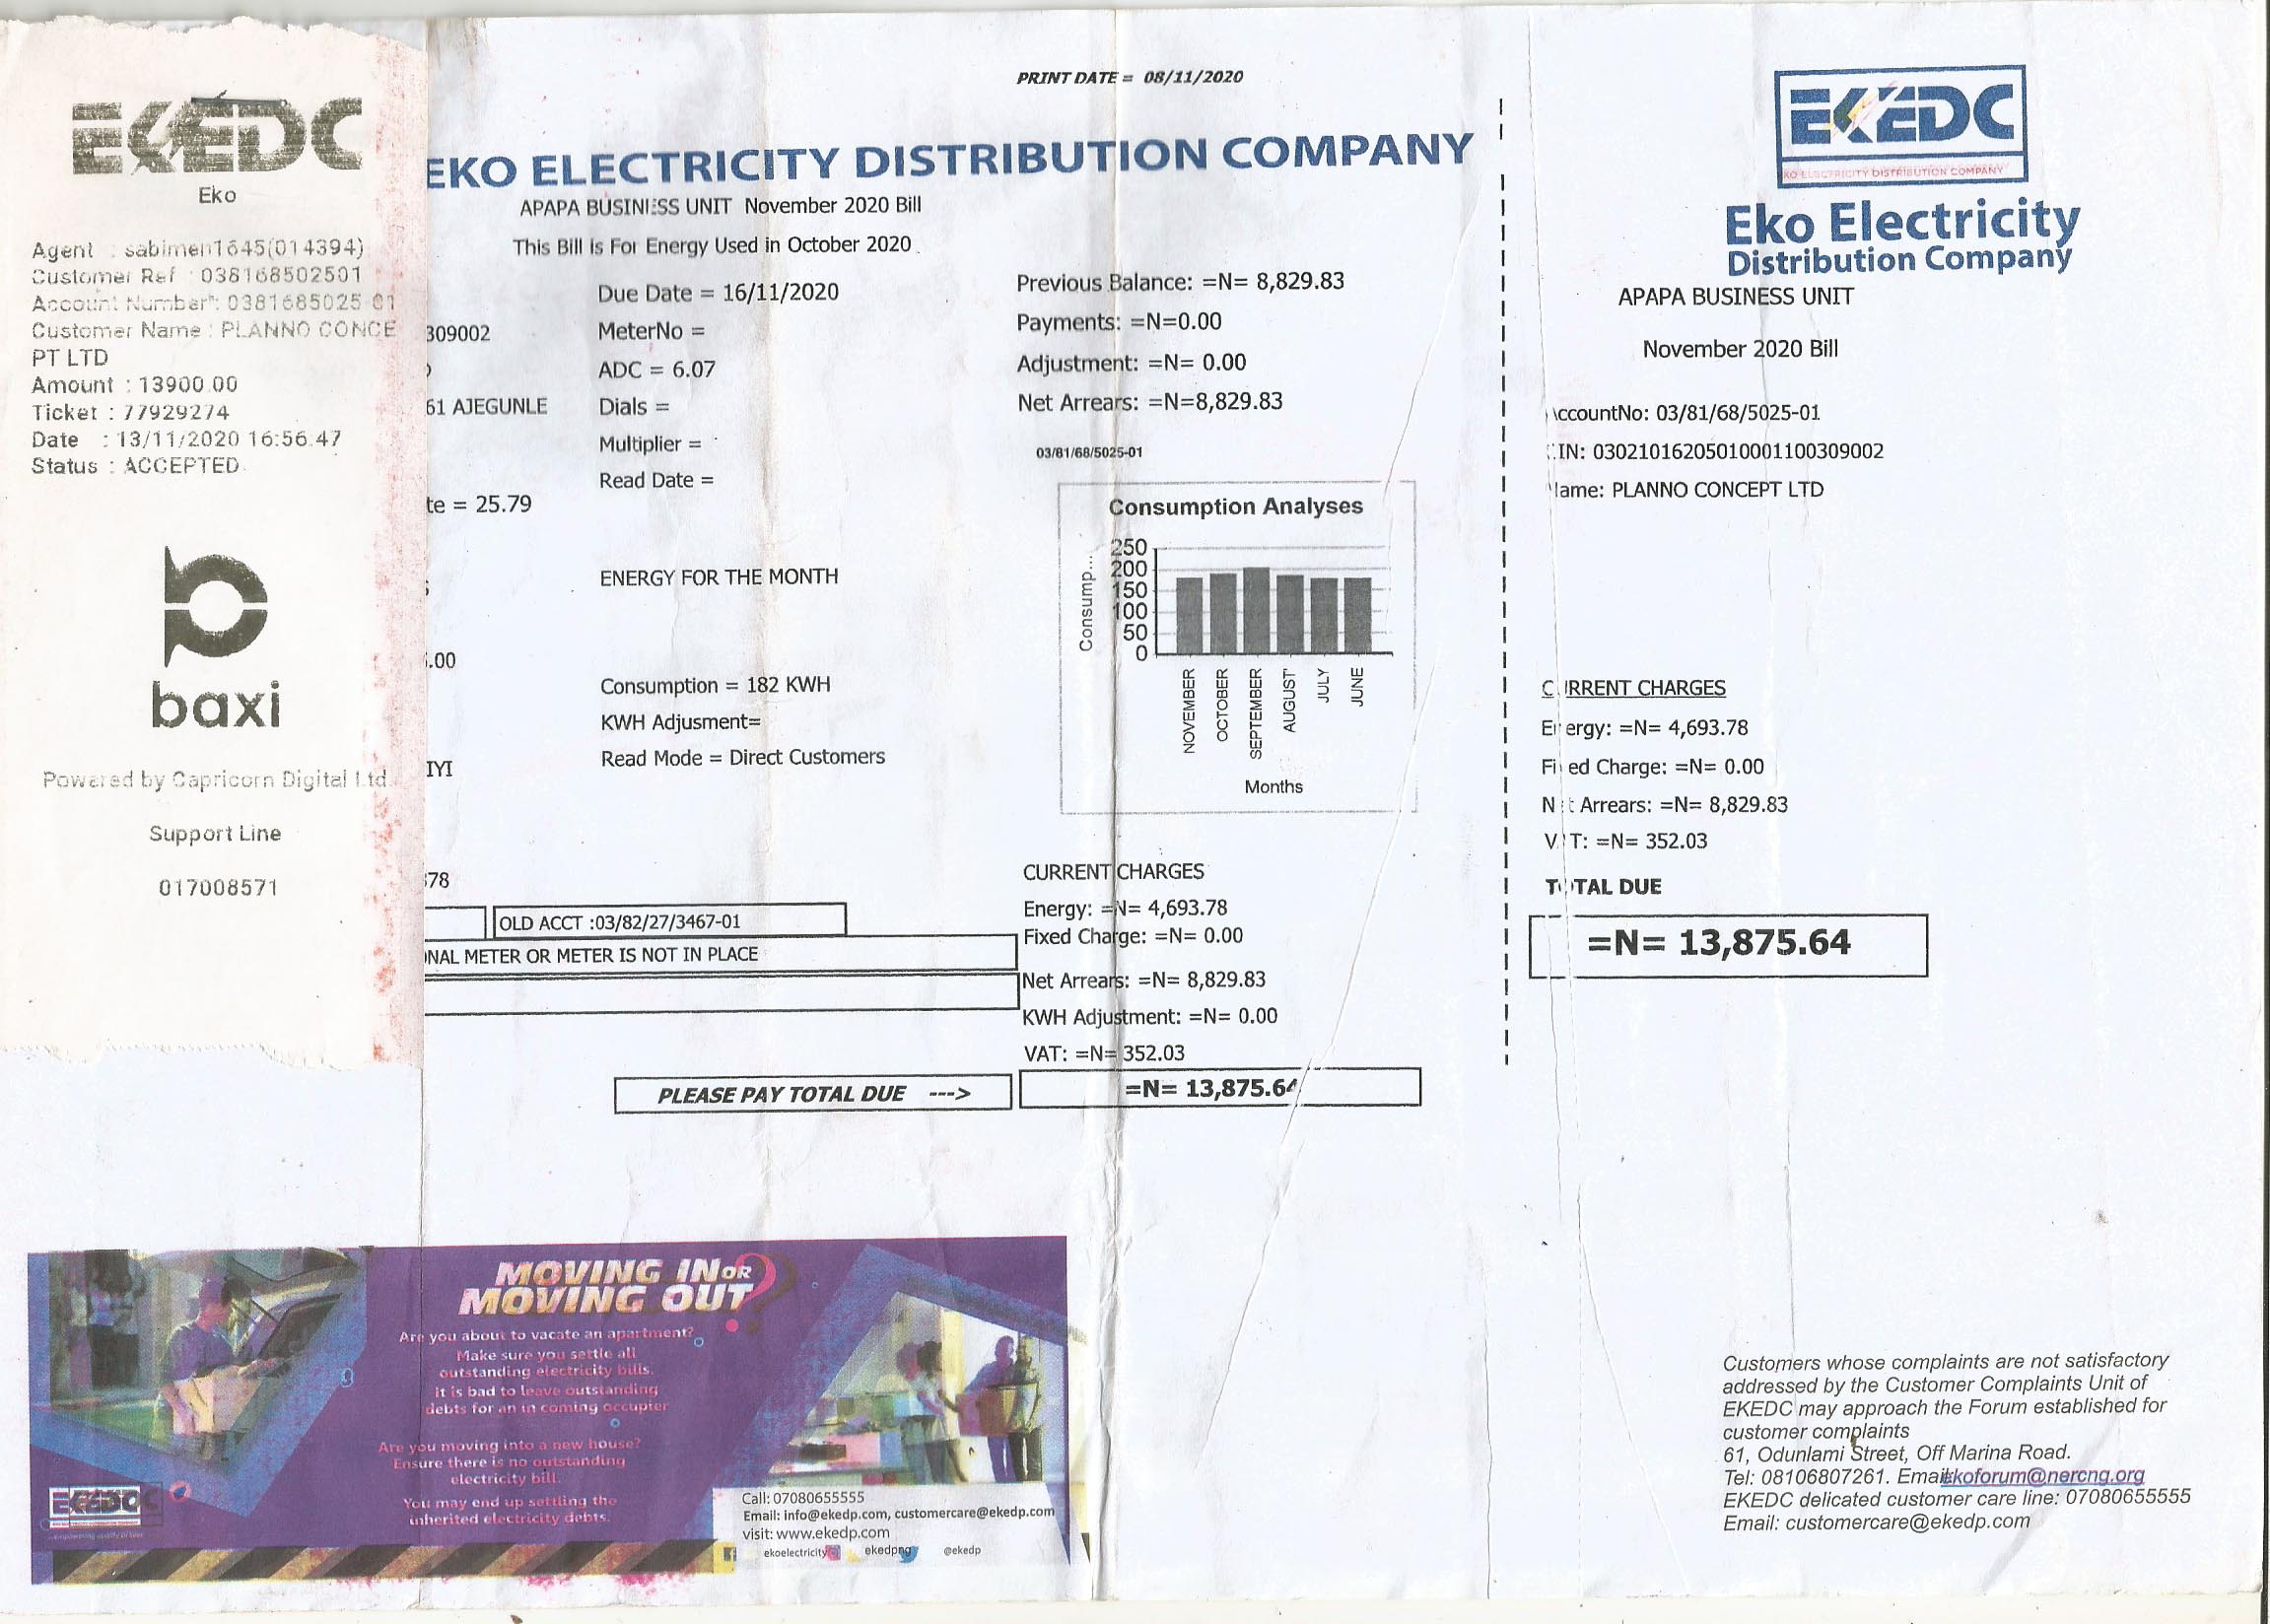 EKEDC
Eko
Agent : sabimen1645(014394)
Customer Ref : 038168502501
Account Number": 0381685025-01
Customer Name : PLANNO CONCE
PT LTD
Amount : 13900.00
Ticket : 77929274
Date : 13/11/2020 16:56:47
Status : ACCEPTED
baxi
Powered by Capricorn Digital Ltd.
Support Line
017008571
PRINT DATE = 08/11/2020
EKO ELECTRICITY DISTRIBUTION COMPANY
APAPA BUSINESS UNIT November 2020 Bill
This Bill is For Energy Used in October 2020
309002
61 AJEGUNLE
te = 25.79
.00
IYI
378
Due Date = 16/11/2020
MeterNo =
ADC = 6.07
Dials =
Multiplier =
Read Date =
ENERGY FOR THE MONTH
Consumption = 182 KWH
KWH Adjusment=
Read Mode = Direct Customers
OLD ACCT :03/82/27/3467-01
ONAL METER OR METER IS NOT IN PLACE
Previous Balance: =N= 8,829.83
Payments: =N=0.00
Adjustment: =N= 0.00
Net Arrears: =N=8,829.83
03/81/68/5025-01
Consumption Analyses
Consump...
250
200
150
100
50
0
NOVEMBER
OCTOBER
SEPTEMBER
AUGUST
JULY
JUNE
Months
CURRENT CHARGES
Energy: =N= 4,693.78
Fixed Charge: =N= 0.00
Net Arrears: =N= 8,829.83
KWH Adjustment: =N= 0.00
VAT: =N= 352.03
PLEASE PAY TOTAL DUE --->
=N= 13,875.64
EKEDC
KO ELECTRICITY DISTRIBUTION COMPANY
Eko Electricity
Distribution Company
APAPA BUSINESS UNIT
November 2020 Bill
AccountNo: 03/81/68/5025-01
IN: 03021016205010001100309002
Name: PLANNO CONCEPT LTD
CURRENT CHARGES
Energy: =N= 4,693.78
Fixed Charge: =N= 0.00
Net Arrears: =N= 8,829.83
VAT: =N= 352.03
TOTAL DUE
=N= 13,875.64
MOVING IN OR
MOVING OUT?
Are you about to vacate an apartment?
Make sure you settle all
outstanding electricity bills.
it is bad to leave outstanding
debts for an in coming occupier
Are you moving into a new house?
Ensure there is no outstanding
electricity bill.
You may end up settling the
inherited electricity debts.
EKEDC
Call: 07080655555
Email: info@ekedp.com, customercare@ekedp.com
visit: www.ekedp.com
ekoelectricity ekedpng @ekedp
Customers whose complaints are not satisfactory
addressed by the Customer Complaints Unit of
EKEDC may approach the Forum established for
customer complaints
61, Odunlami Street, Off Marina Road.
Tel: 08106807261. Email:ekoforum@nercng.org
EKEDC delicated customer care line: 07080655555
Email: customercare@ekedp.com